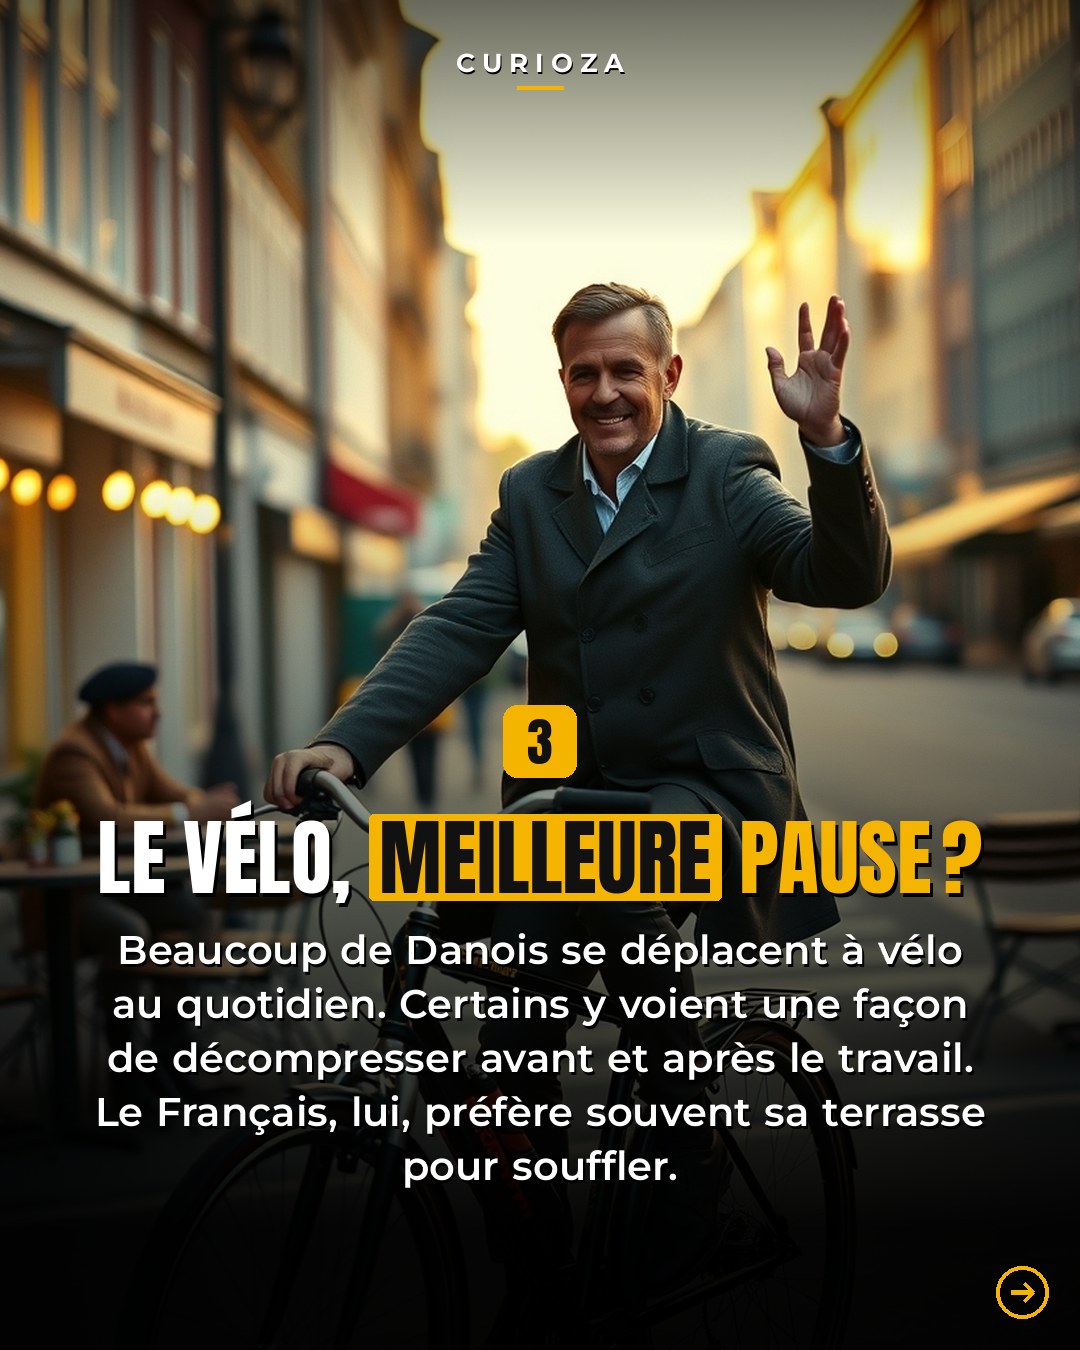 CURIOZA
3
LE VÉLO, MEILLEURE PAUSE ?
Beaucoup de Danois se déplacent à vélo
au quotidien. Certains y voient une façon
de décompresser avant et après le travail.
Le Français, lui, préfère souvent sa terrasse
pour souffler.